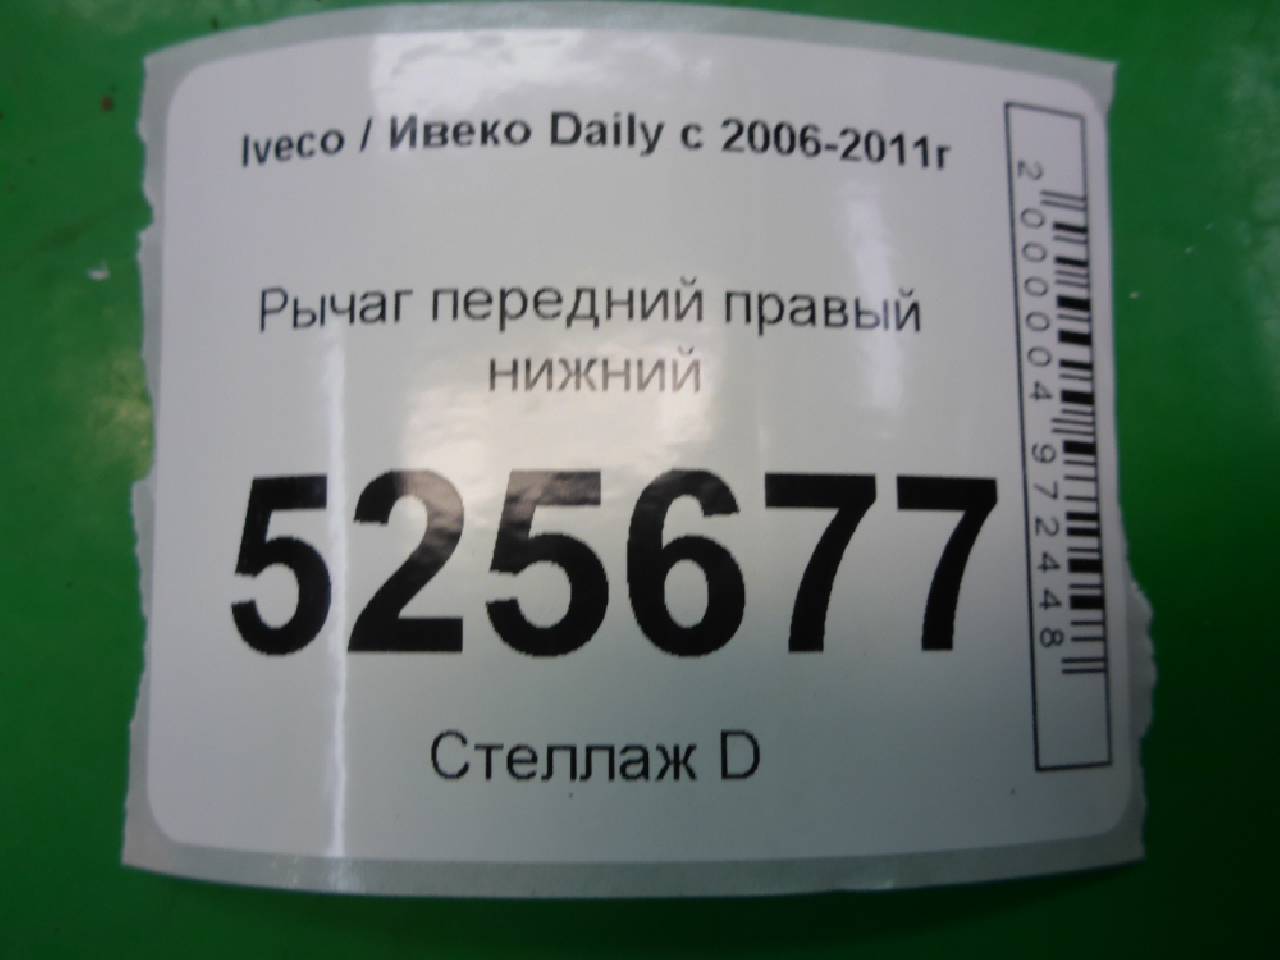 Iveco / Ивеко Daily с 2006-2011г
Рычаг передний правый
нижний
525677
Стеллаж D
2000004972448